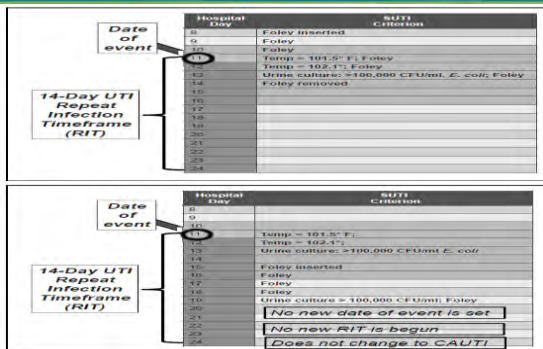 Hospital Day
SUTI Criterion
8 Foley inserted
9 Foley
10 Foley
11 Temp = 101.5° F; Foley
12 Temp = 102.1°; Foley
13 Urine culture: >100,000 CFU/ml, E. coli; Foley
14 Foley removed
15
16
17
18
19
20
21
22
23
24
Date of event
14-Day UTI Repeat Infection Timeframe (RIT)
Hospital Day
SUTI Criterion
8
9
10
11 Temp = 101.5° F;
12 Temp = 102.1°;
13 Urine culture: >100,000 CFU/ml E. coli
14
15 Foley inserted
16 Foley
17 Foley
18 Foley
19 Urine culture > 100,000 CFU/ml; Foley
20
21 No new date of event is set
22
23 No new RIT is begun
24 Does not change to CAUTI
Date of event
14-Day UTI Repeat Infection Timeframe (RIT)